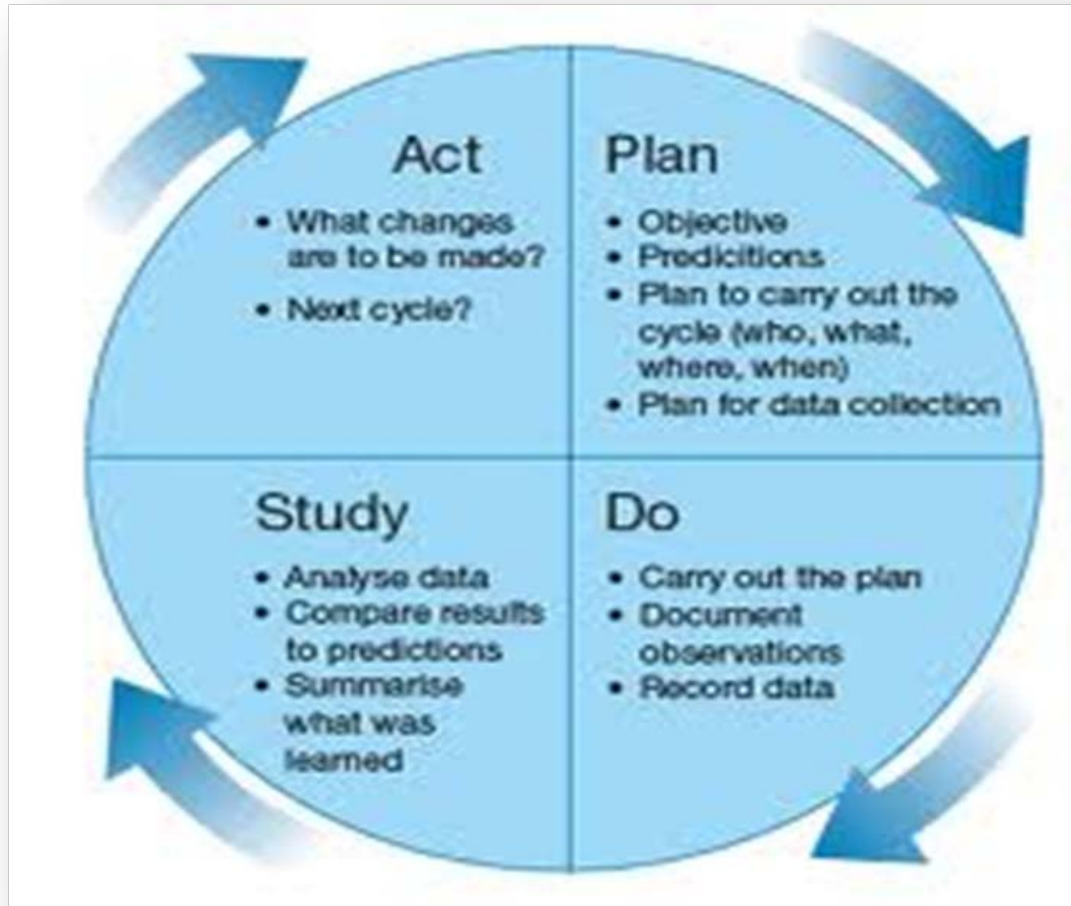 Act
• What changes
are to be made?
• Next cycle?
Plan
• Objective
• Predicitions
• Plan to carry out the
cycle (who, what,
where, when)
• Plan for data collection
Study
• Analyse data
• Compare results
to predictions
• Summarise
what was
learned
Do
• Carry out the plan
• Document
observations
• Record data